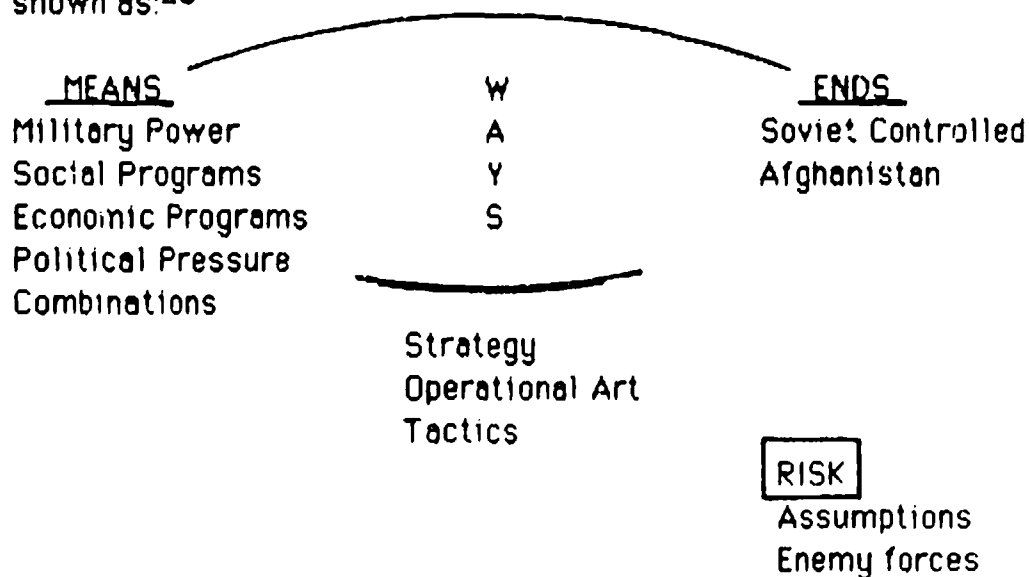 shown as:
MEANS W ENDS
Military Power A Soviet Controlled
Social Programs Y Afghanistan
Economic Programs S
Political Pressure
Combinations
Strategy
Operational Art
Tactics
RISK
Assumptions
Enemy forces